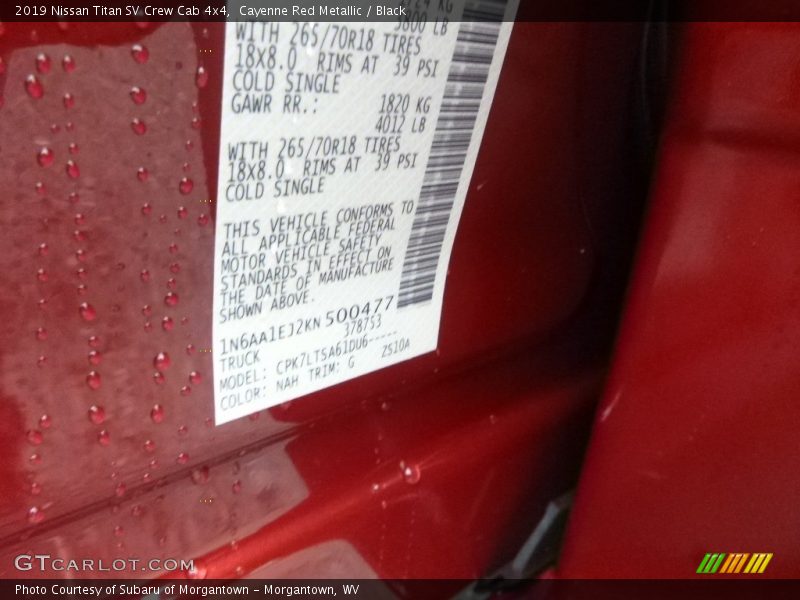 2019 Nissan Titan SV Crew Cab 4x4, Cayenne Red Metallic / Black
KG
LB
WITH 265/70R18 TIRES
18X8.0 RIMS AT 39 PSI
COLD SINGLE
GAWR RR.: 1820 KG
4012 LB
WITH 265/70R18 TIRES
18X8.0 RIMS AT 39 PSI
COLD SINGLE
THIS VEHICLE CONFORMS TO
ALL APPLICABLE FEDERAL
MOTOR VEHICLE SAFETY
STANDARDS IN EFFECT ON
THE DATE OF MANUFACTURE
SHOWN ABOVE.
1N6AA1EJ2KN500477
TRUCK 378753
MODEL: CPK7LTSA61DU6-----
COLOR: NAH TRIM: G ZS10A
GTCARLOT.COM
Photo Courtesy of Subaru of Morgantown - Morgantown, WV